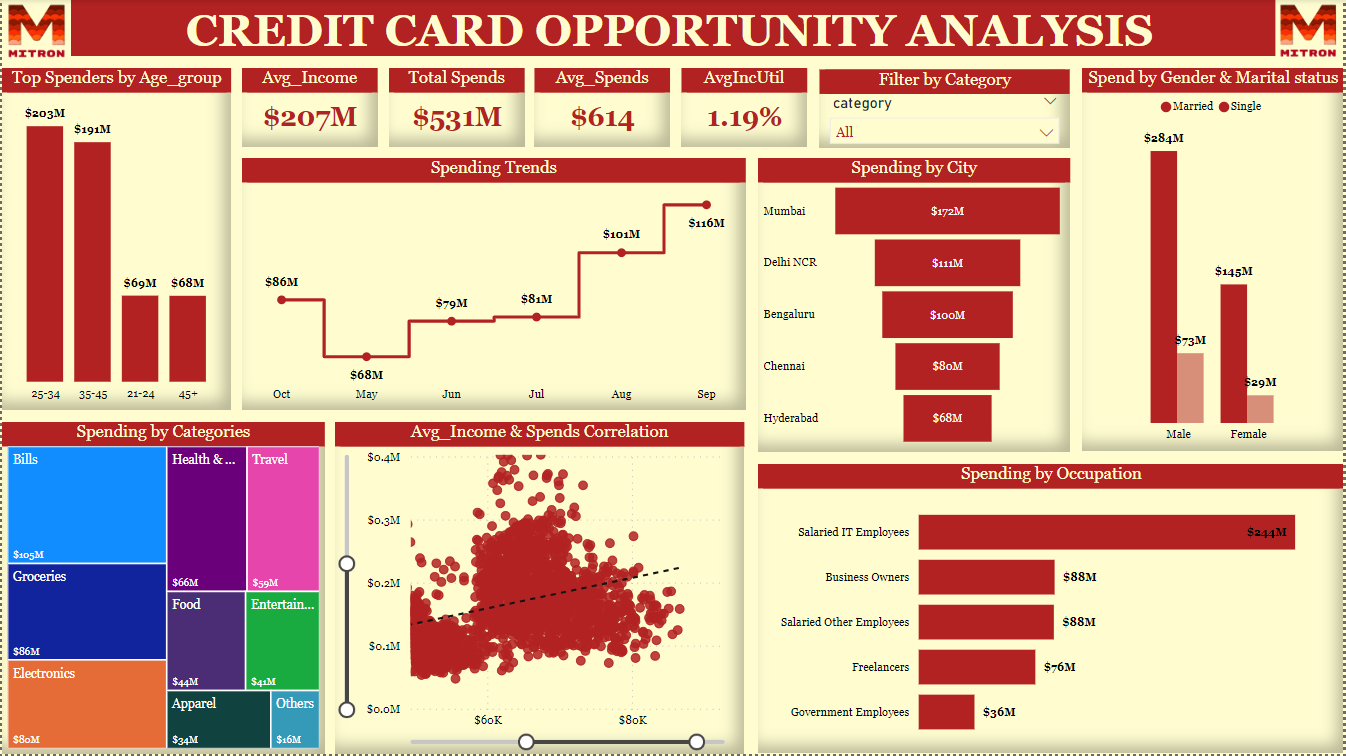 MITRON
CREDIT CARD OPPORTUNITY ANALYSIS
MITRON
Top Spenders by Age_group
$203M
$191M
$69M
$68M
25-34
35-45
21-24
45+
Avg_Income
$207M
Total Spends
$531M
Avg_Spends
$614
AvgIncUtil
1.19%
Filter by Category
category
All
Spend by Gender & Marital status
Married
Single
$284M
$73M
$145M
$29M
Male
Female
Spending Trends
$86M
$68M
$79M
$81M
$101M
$116M
Oct
May
Jun
Jul
Aug
Sep
Spending by City
Mumbai
$172M
Delhi NCR
$111M
Bengaluru
$100M
Chennai
$80M
Hyderabad
$68M
Spending by Categories
Bills
$105M
Groceries
$86M
Electronics
$80M
Health & ...
$66M
Travel
$59M
Food
$44M
Entertain...
$41M
Apparel
$34M
Others
$16M
Avg_Income & Spends Correlation
$0.4M
$0.3M
$0.2M
$0.1M
$0.0M
$60K
$80K
Spending by Occupation
Salaried IT Employees
$244M
Business Owners
$88M
Salaried Other Employees
$88M
Freelancers
$76M
Government Employees
$36M